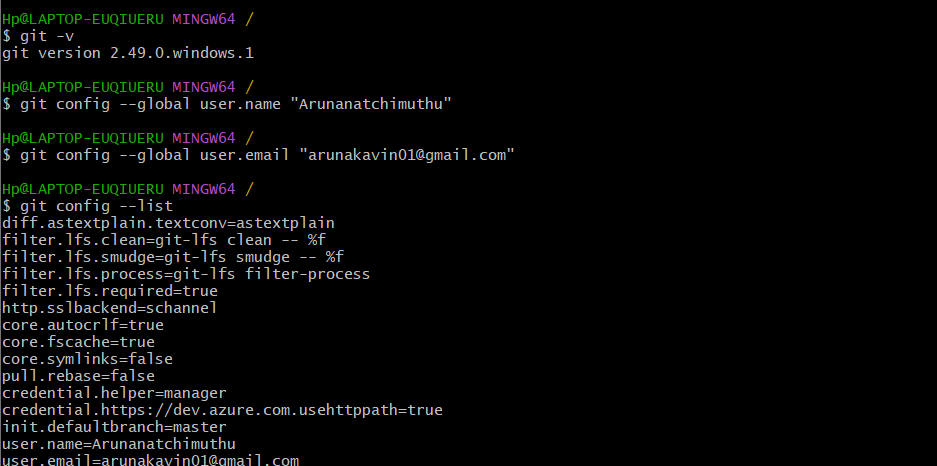 Hp@LAPTOP-EUQIUERU MINGW64 /
$ git -v
git version 2.49.0.windows.1
Hp@LAPTOP-EUQIUERU MINGW64 /
$ git config --global user.name "Arunanatchimuthu"
Hp@LAPTOP-EUQIUERU MINGW64 /
$ git config --global user.email "arunakavin01@gmail.com"
Hp@LAPTOP-EUQIUERU MINGW64 /
$ git config --list
diff.astextplain.textconv=astextplain
filter.lfs.clean=git-lfs clean -- %f
filter.lfs.smudge=git-lfs smudge -- %f
filter.lfs.process=git-lfs filter-process
filter.lfs.required=true
http.sslbackend=schannel
core.autocrlf=true
core.fscache=true
core.symlinks=false
pull.rebase=false
credential.helper=manager
credential.https://dev.azure.com.usehttppath=true
init.defaultbranch=master
user.name=Arunanatchimuthu
user.email=arunakavin01@gmail.com